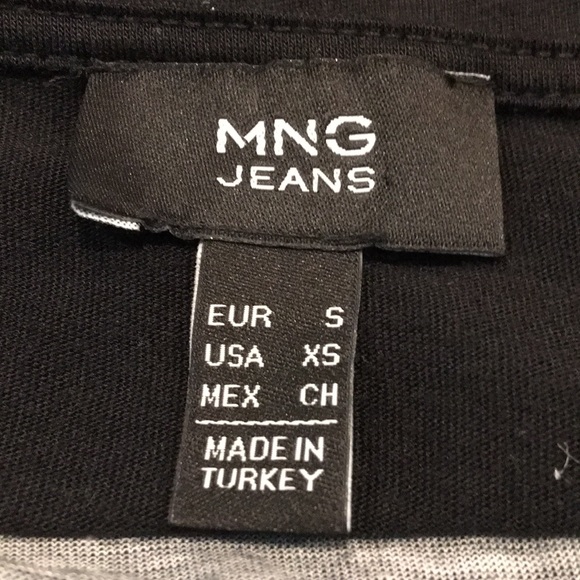 MNG
JEANS
EUR S
USA XS
MEX CH
MADE IN
TURKEY